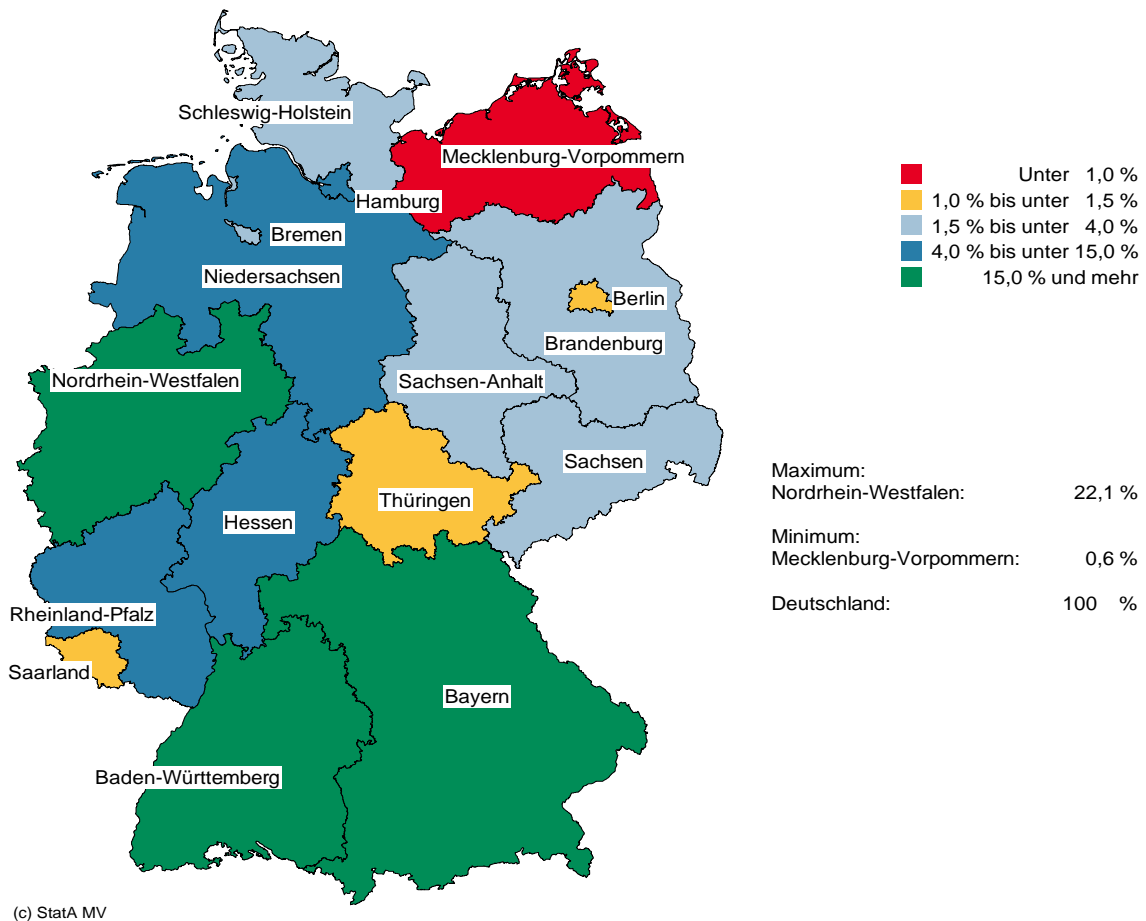 Schleswig-Holstein
Mecklenburg-Vorpommern
Hamburg
Bremen
Niedersachsen
Berlin
Brandenburg
Nordrhein-Westfalen
Sachsen-Anhalt
Sachsen
Thüringen
Hessen
Rheinland-Pfalz
Saarland
Bayern
Baden-Württemberg
Unter 1,0 %
1,0 % bis unter 1,5 %
1,5 % bis unter 4,0 %
4,0 % bis unter 15,0 %
15,0 % und mehr
Maximum:
Nordrhein-Westfalen: 22,1 %
Minimum:
Mecklenburg-Vorpommern: 0,6 %
Deutschland: 100 %
(c) StatA MV